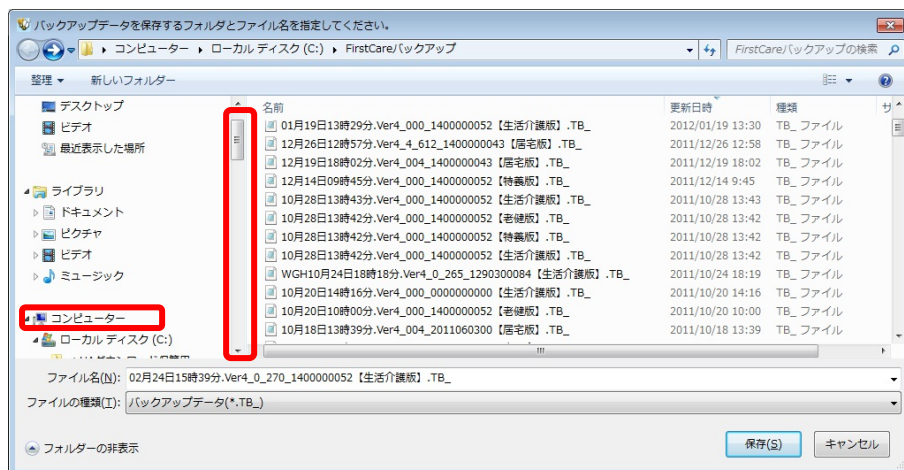 バックアップデータを保存するフォルダとファイル名を指定してください。
コンピューター ▸ ローカル ディスク (C:) ▸ FirstCareバックアップ
FirstCareバックアップの検索
整理 新しいフォルダー
デスクトップ
ビデオ
最近表示した場所
ライブラリ
ドキュメント
ピクチャ
ビデオ
ミュージック
コンピューター
ローカル ディスク (C:)
名前 更新日時 種類 サ
01月19日13時29分.Ver4_000_1400000052【生活介護版】.TB_ 2012/01/19 13:30 TB_ ファイル
12月26日12時57分.Ver4_4_612_1400000043【居宅版】.TB_ 2011/12/26 12:58 TB_ ファイル
12月19日18時02分.Ver4_004_1400000043【居宅版】.TB_ 2011/12/19 18:02 TB_ ファイル
12月14日09時45分.Ver4_000_1400000052【特養版】.TB_ 2011/12/14 9:45 TB_ ファイル
10月28日13時43分.Ver4_000_1400000052【生活介護版】.TB_ 2011/10/28 13:43 TB_ ファイル
10月28日13時42分.Ver4_000_1400000052【老健版】.TB_ 2011/10/28 13:42 TB_ ファイル
10月28日13時42分.Ver4_000_1400000052【特養版】.TB_ 2011/10/28 13:42 TB_ ファイル
10月28日13時42分.Ver4_000_1400000052【生活介護版】.TB_ 2011/10/28 13:42 TB_ ファイル
WGH10月24日18時18分.Ver4_0_265_1290300084【生活介護版】.TB_ 2011/10/24 18:19 TB_ ファイル
10月20日14時16分.Ver4_000_0000000000【生活介護版】.TB_ 2011/10/20 14:16 TB_ ファイル
10月20日10時00分.Ver4_000_1400000052【老健版】.TB_ 2011/10/20 10:00 TB_ ファイル
10月18日13時39分.Ver4_004_2011060300【居宅版】.TB_ 2011/10/18 13:39 TB_ ファイル
ファイル名(N): 02月24日15時39分.Ver4_0_270_1400000052【生活介護版】.TB_
ファイルの種類(T): バックアップデータ(*.TB_)
フォルダーの非表示
保存(S) キャンセル